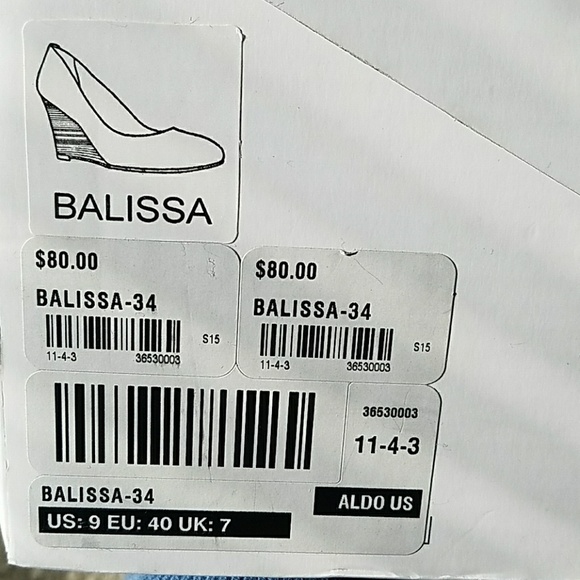 BALISSA
$80.00
BALISSA-34
S15
11-4-3 36530003
$80.00
BALISSA-34
S15
11-4-3 36530003
36530003
11-4-3
BALISSA-34
ALDO US
US: 9 EU: 40 UK: 7